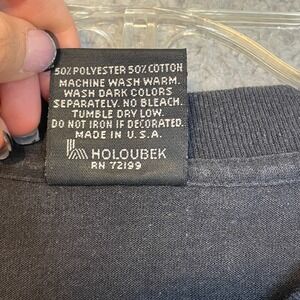 50% POLYESTER 50% COTTON
MACHINE WASH WARM.
WASH DARK COLORS
SEPARATELY. NO BLEACH.
TUMBLE DRY LOW.
DO NOT IRON IF DECORATED.
MADE IN U.S.A.
HOLOUBEK
RN 72199